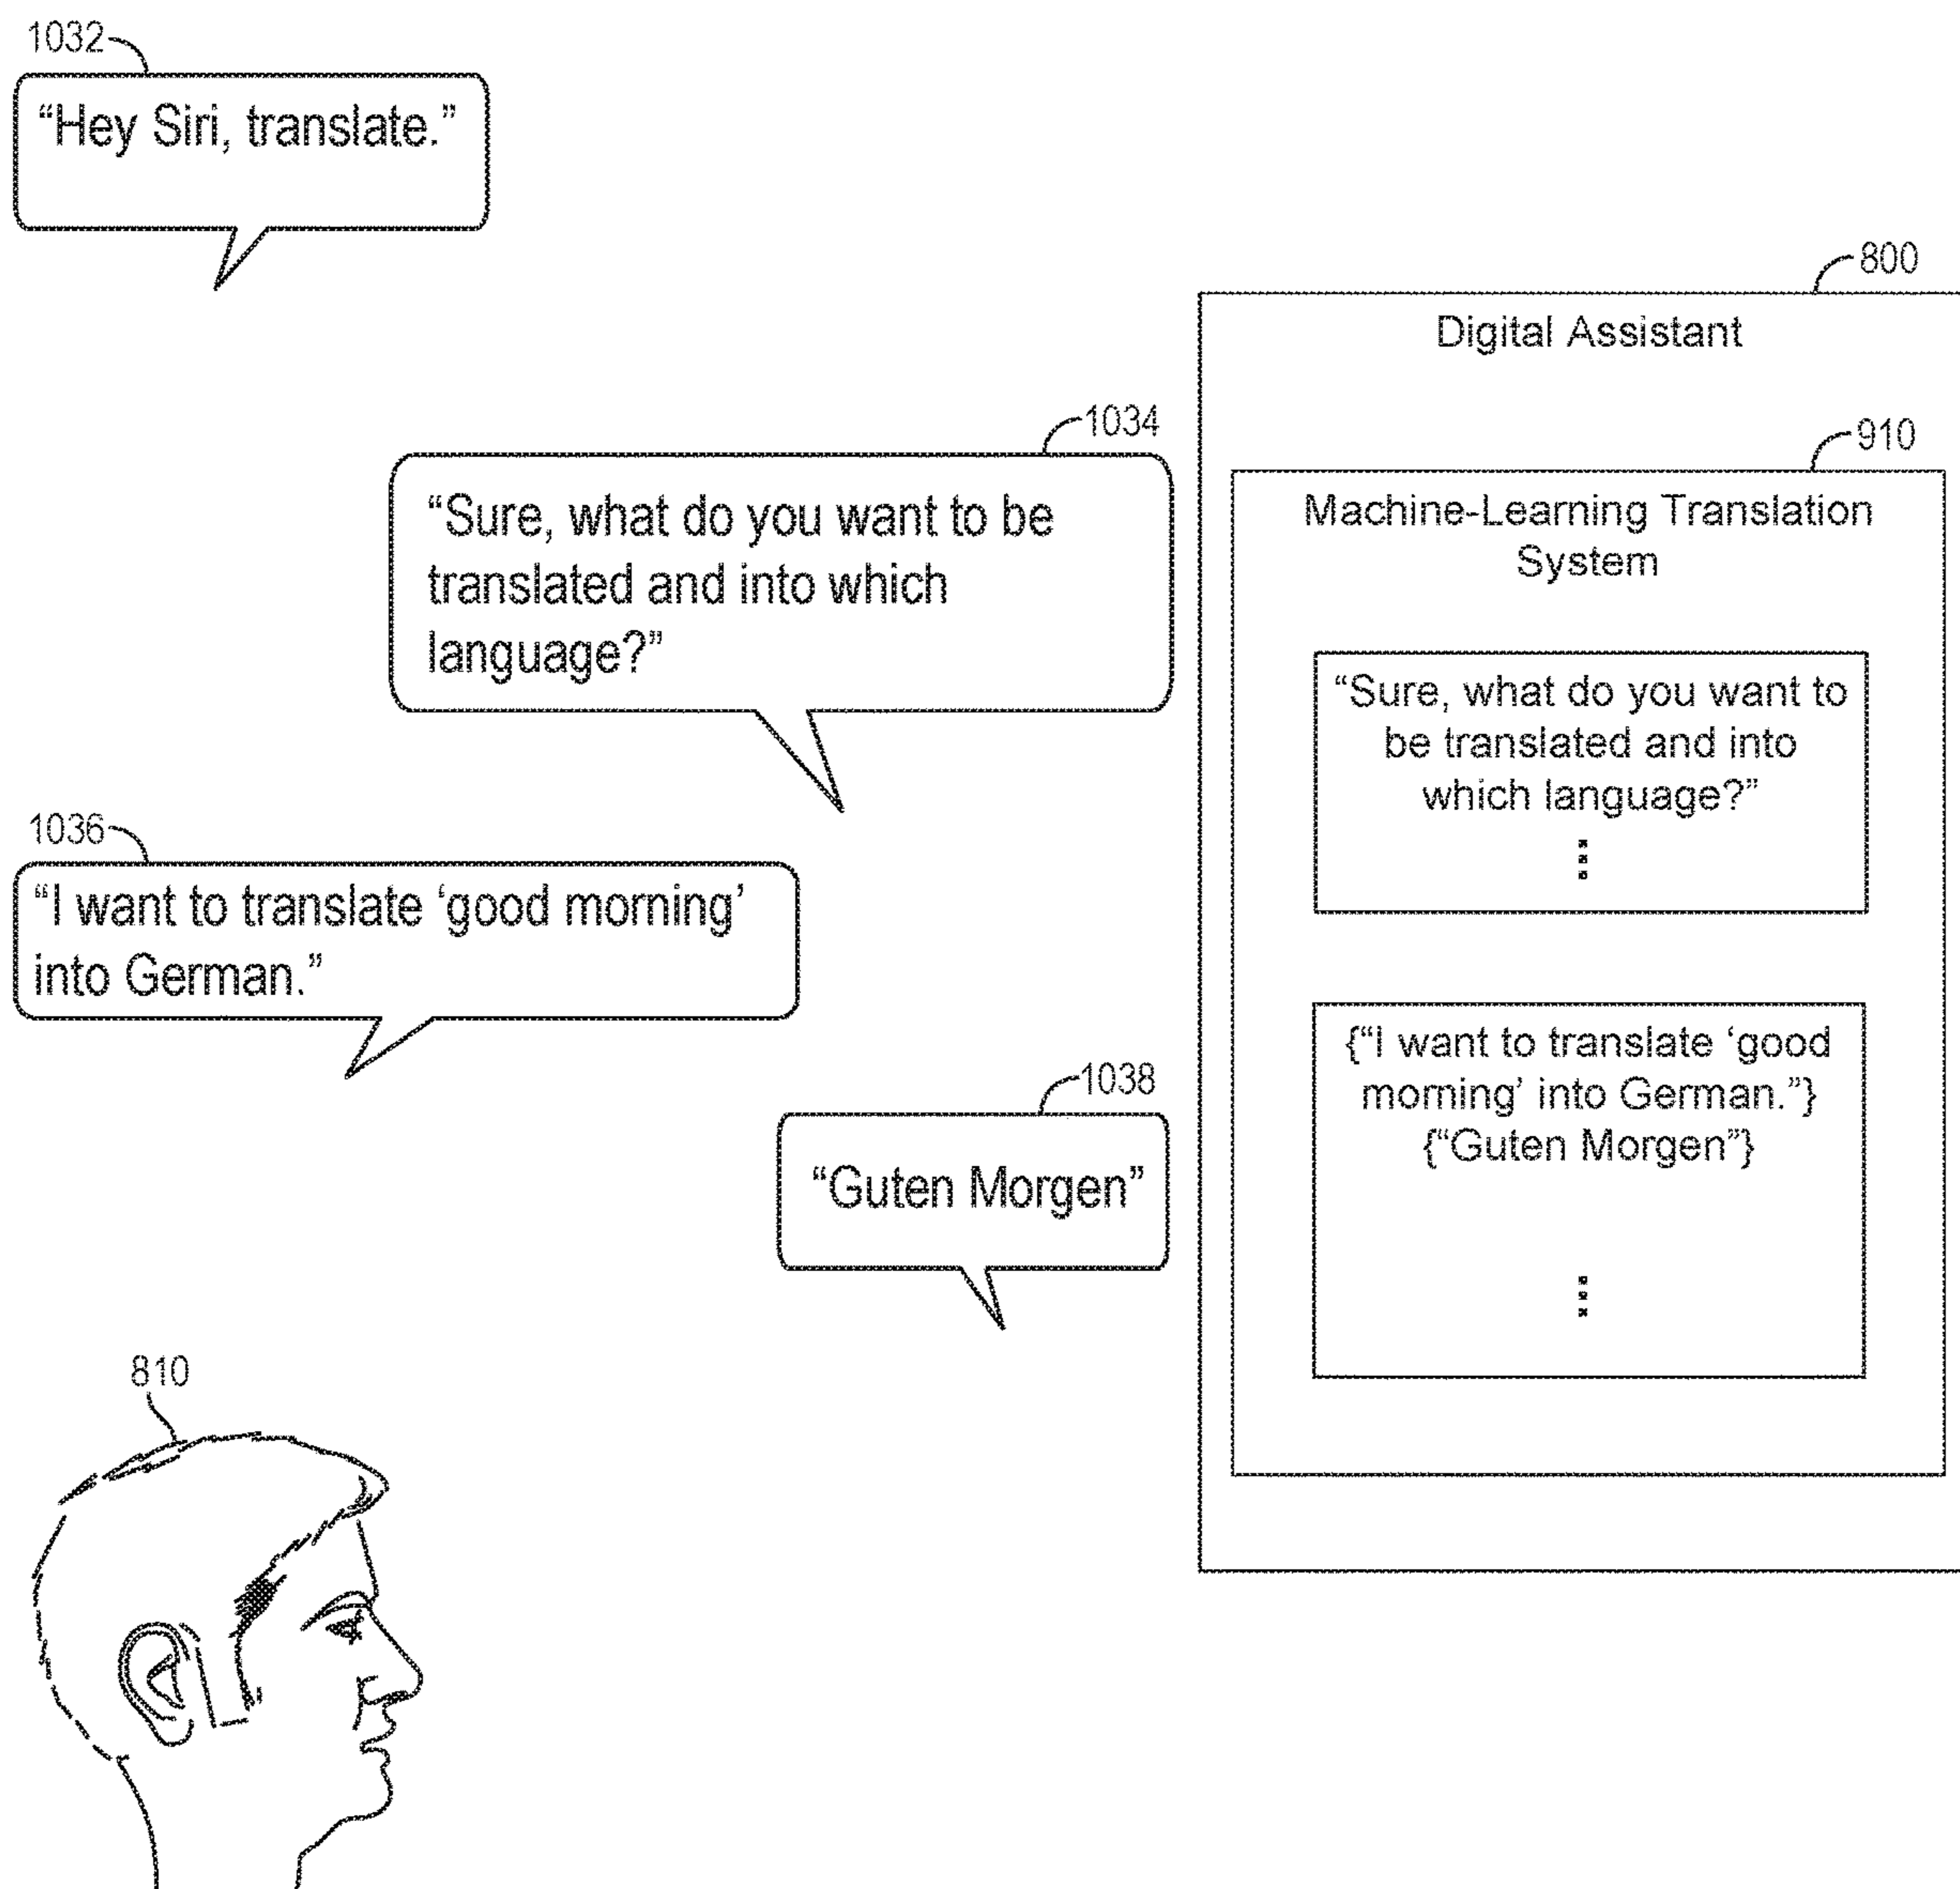 1032
“Hey Siri, translate.”
800
Digital Assistant
1034
“Sure, what do you want to be
translated and into which
language?”
910
Machine-Learning Translation
System
“Sure, what do you want to
be translated and into
which language?”
1036
“I want to translate ‘good morning’
into German.”
{“I want to translate ‘good
morning’ into German.”}
{“Guten Morgen”}
1038
“Guten Morgen”
810